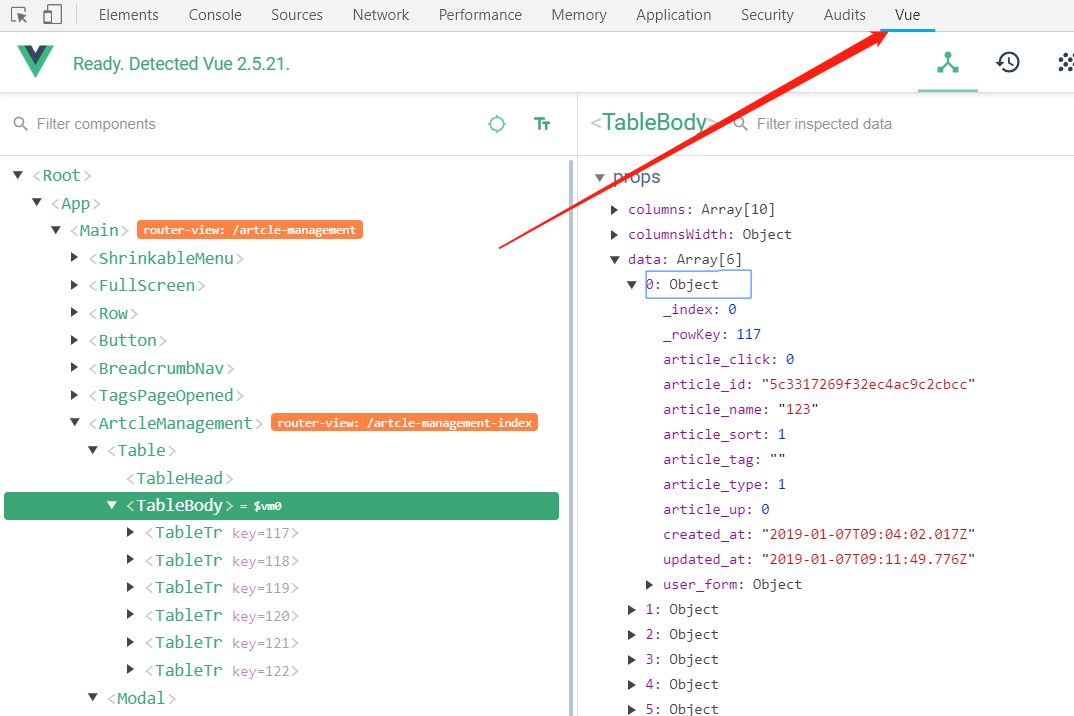 Elements Console Sources Network Performance Memory Application Security Audits Vue
Ready. Detected Vue 2.5.21.
Filter components
Tт
<TableBody>
Filter inspected data
<Root>
<App>
<Main> router-view: /artcle-management
<ShrinkableMenu>
<FullScreen>
<Row>
<Button>
<BreadcrumbNav>
<TagsPageOpened>
<ArtcleManagement> router-view: /artcle-management-index
<Table>
<TableHead>
<TableBody> = $vm0
<TableTr key=117>
<TableTr key=118>
<TableTr key=119>
<TableTr key=120>
<TableTr key=121>
<TableTr key=122>
<Modal>
props
columns: Array[10]
columnsWidth: Object
data: Array[6]
0: Object
_index: 0
_rowKey: 117
article_click: 0
article_id: "5c3317269f32ec4ac9c2cbcc"
article_name: "123"
article_sort: 1
article_tag: ""
article_type: 1
article_up: 0
created_at: "2019-01-07T09:04:02.017Z"
updated_at: "2019-01-07T09:11:49.776Z"
user_form: Object
1: Object
2: Object
3: Object
4: Object
5: Object